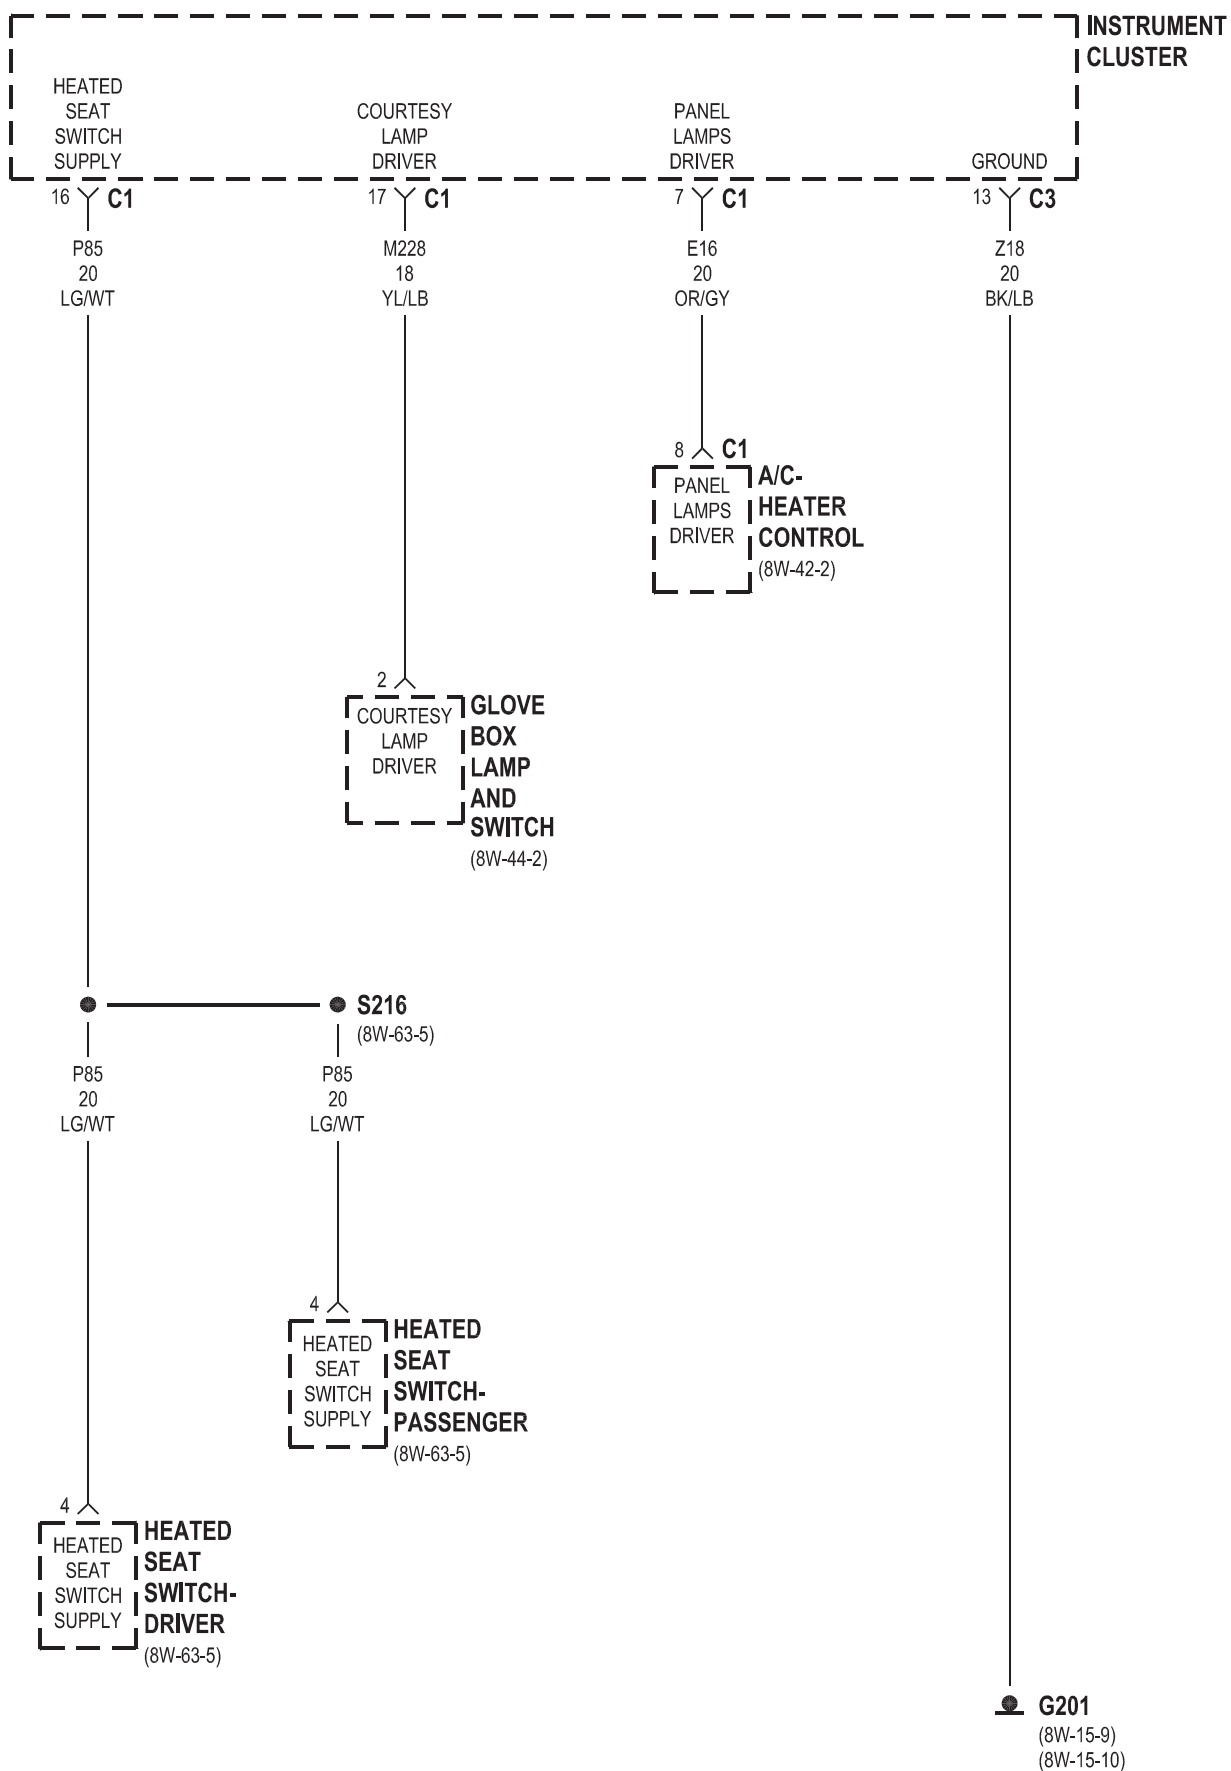 INSTRUMENT
CLUSTER
HEATED
SEAT
SWITCH
SUPPLY
COURTESY
LAMP
DRIVER
PANEL
LAMPS
DRIVER
GROUND
16 C1
17 C1
7 C1
13 C3
P85
20
LG/WT
M228
18
YL/LB
E16
20
OR/GY
Z18
20
BK/LB
8 C1
PANEL
LAMPS
DRIVER
A/C-
HEATER
CONTROL
(8W-42-2)
2
COURTESY
LAMP
DRIVER
GLOVE
BOX
LAMP
AND
SWITCH
(8W-44-2)
S216
(8W-63-5)
P85
20
LG/WT
P85
20
LG/WT
4
HEATED
SEAT
SWITCH
SUPPLY
HEATED
SEAT
SWITCH-
PASSENGER
(8W-63-5)
4
HEATED
SEAT
SWITCH
SUPPLY
HEATED
SEAT
SWITCH-
DRIVER
(8W-63-5)
G201
(8W-15-9)
(8W-15-10)